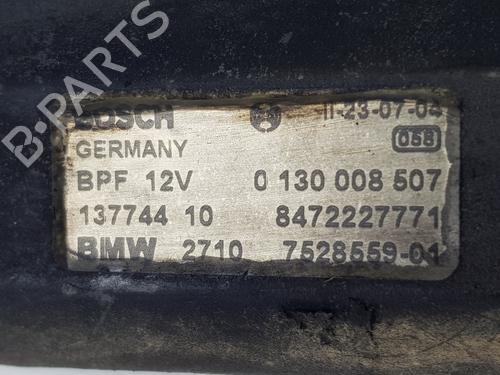 BOSCH II-23-07-04
058
GERMANY
BPF 12V 0 130 008 507
137744 10 8472227771
BMW 2710 7528559-01
B-PARTS